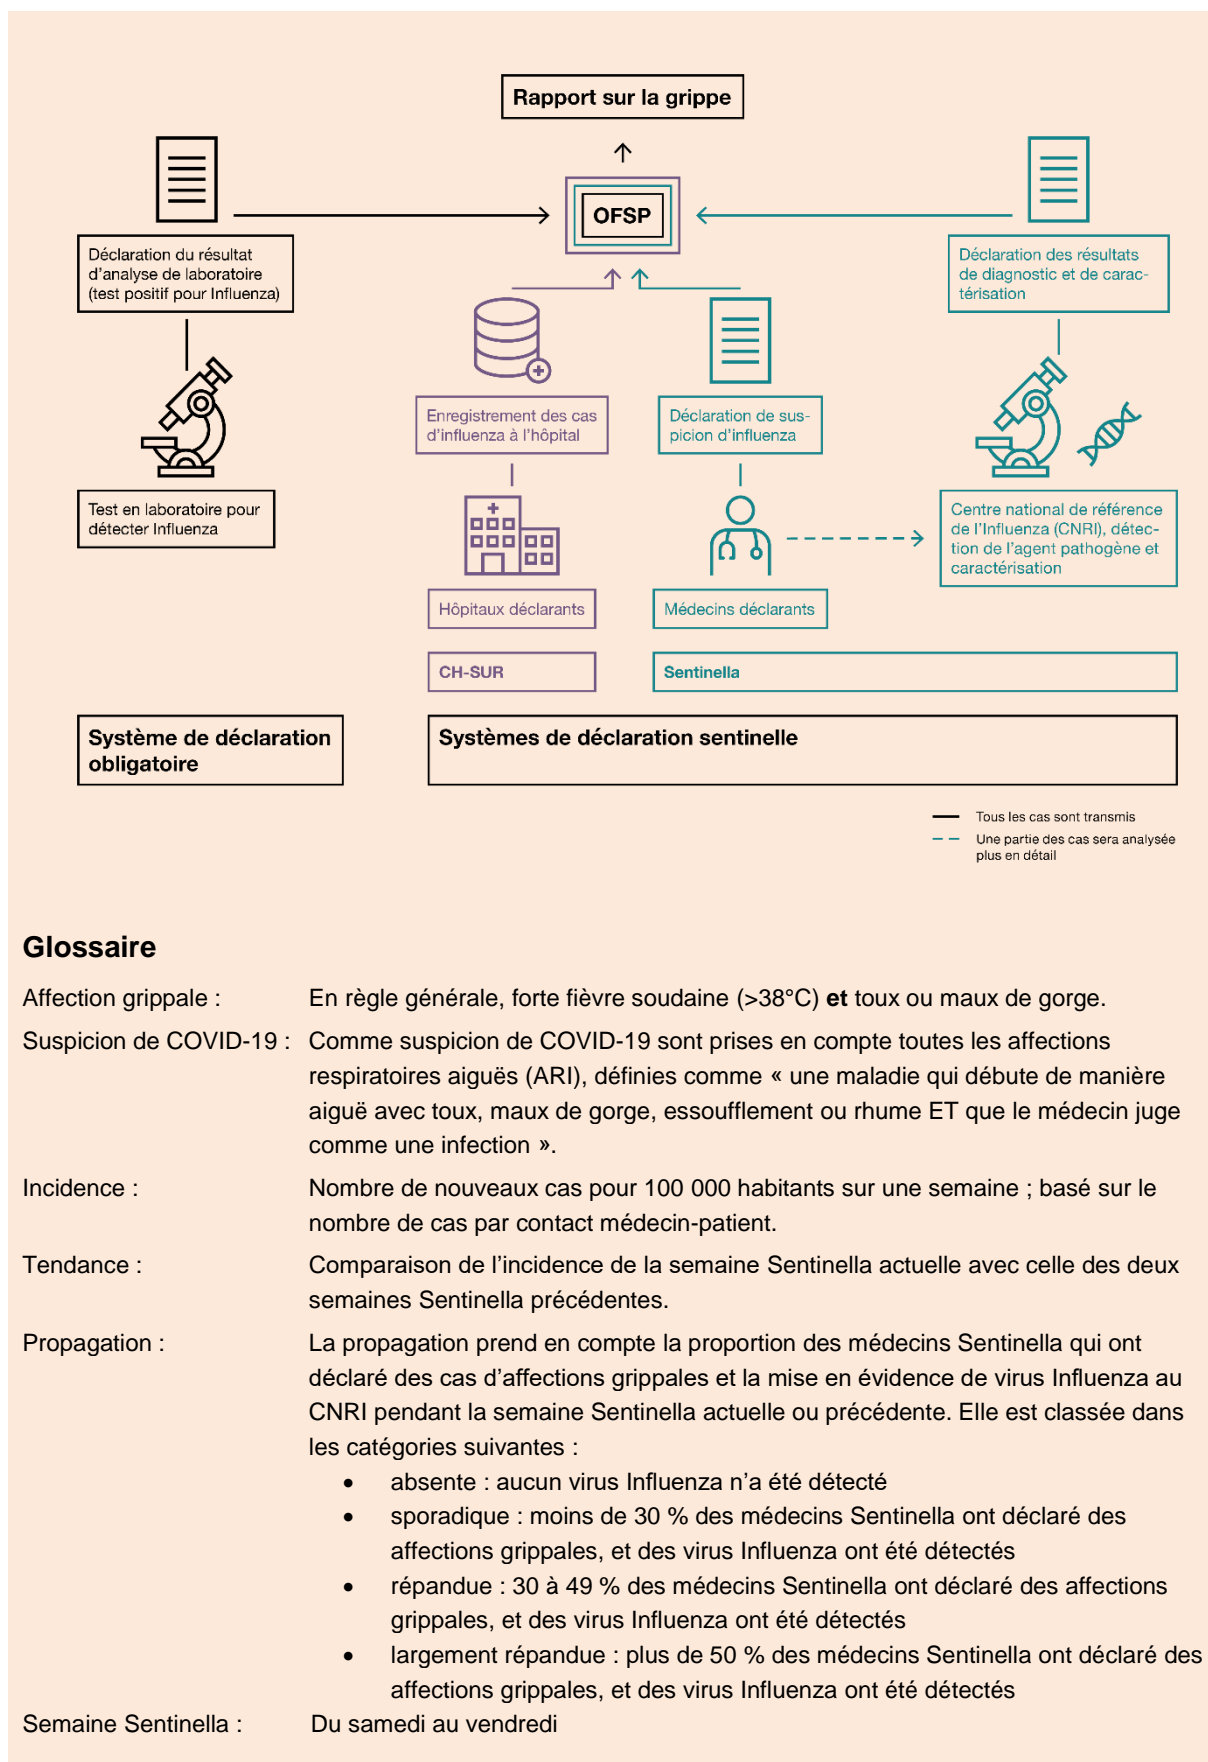 Rapport sur la grippe
OFSP
Déclaration du résultat
d'analyse de laboratoire
(test positif pour Influenza)
Déclaration des résultats
de diagnostic et de carac-
térisation
Enregistrement des cas
d'influenza à l'hôpital
Déclaration de sus-
picion d'influenza
Test en laboratoire pour
détecter Influenza
Centre national de référence
de l'Influenza (CNRI), détec-
tion de l'agent pathogène et
caractérisation
Hôpitaux déclarants
Médecins déclarants
CH-SUR
Sentinella
Système de déclaration
obligatoire
Systèmes de déclaration sentinelle
Tous les cas sont transmis
Une partie des cas sera analysée
plus en détail
Glossaire
Affection grippale : En règle générale, forte fièvre soudaine (>38°C) et toux ou maux de gorge.
Suspicion de COVID-19 : Comme suspicion de COVID-19 sont prises en compte toutes les affections
respiratoires aiguës (ARI), définies comme « une maladie qui débute de manière
aiguë avec toux, maux de gorge, essoufflement ou rhume ET que le médecin juge
comme une infection ».
Incidence : Nombre de nouveaux cas pour 100 000 habitants sur une semaine ; basé sur le
nombre de cas par contact médecin-patient.
Tendance : Comparaison de l'incidence de la semaine Sentinella actuelle avec celle des deux
semaines Sentinella précédentes.
Propagation : La propagation prend en compte la proportion des médecins Sentinella qui ont
déclaré des cas d'affections grippales et la mise en évidence de virus Influenza au
CNRI pendant la semaine Sentinella actuelle ou précédente. Elle est classée dans
les catégories suivantes :
• absente : aucun virus Influenza n'a été détecté
• sporadique : moins de 30 % des médecins Sentinella ont déclaré des
affections grippales, et des virus Influenza ont été détectés
• répandue : 30 à 49 % des médecins Sentinella ont déclaré des affections
grippales, et des virus Influenza ont été détectés
• largement répandue : plus de 50 % des médecins Sentinella ont déclaré des
affections grippales, et des virus Influenza ont été détectés
Semaine Sentinella : Du samedi au vendredi